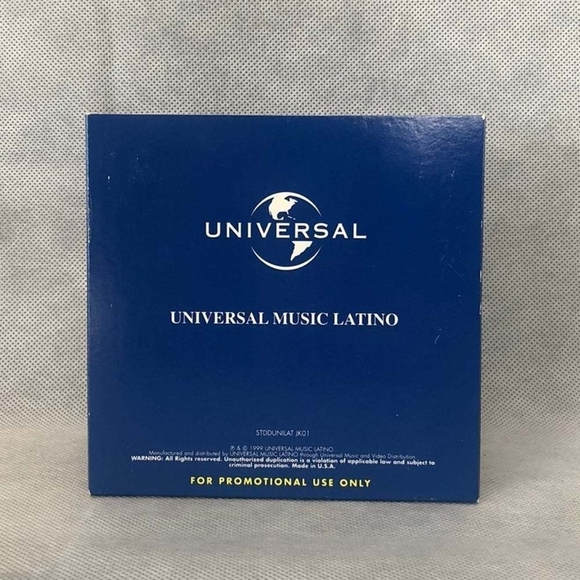 UNIVERSAL
UNIVERSAL MUSIC LATINO
STDDUNILAT JK01
℗ & © 1999 UNIVERSAL MUSIC LATINO
Manufactured and distributed by UNIVERSAL MUSIC LATINO through Universal Music and Video Distribution.
WARNING: All Rights reserved. Unauthorized duplication is a violation of applicable law and subject to
criminal prosecution. Made in U.S.A.
FOR PROMOTIONAL USE ONLY